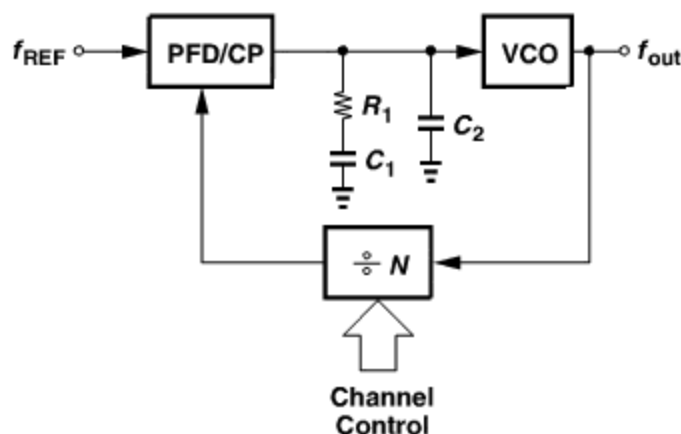 fREF
PFD/CP
VCO
fout
R1
C2
C1
÷ N
Channel
Control